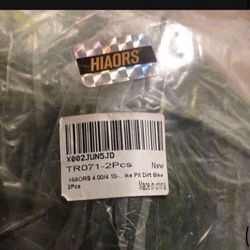 HIAORS
X002JUN5JD
TR071-2Pcs New
HIAORS 4.00/4.10-... ike Pit Dirt Bike
2Pcs
Made in china